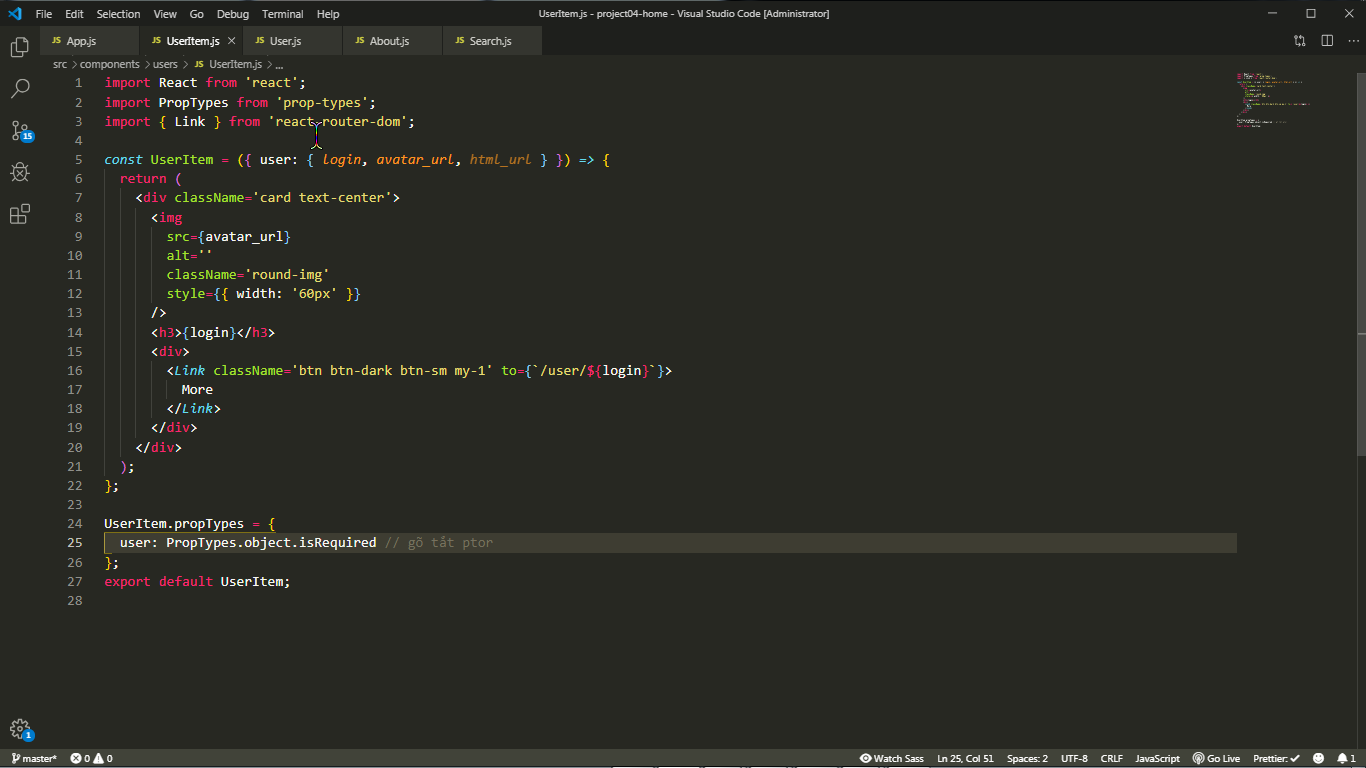 File Edit Selection View Go Debug Terminal Help UserItem.js - project04-home - Visual Studio Code [Administrator]
JS App.js JS UserItem.js JS User.js JS About.js JS Search.js
src > components > users > JS UserItem.js > ...
1 import React from 'react';
2 import PropTypes from 'prop-types';
3 import { Link } from 'react-router-dom';
4
5 const UserItem = ({ user: { login, avatar_url, html_url } }) => {
6 return (
7 <div className='card text-center'>
8 <img
9 src={avatar_url}
10 alt=''
11 className='round-img'
12 style={{ width: '60px' }}
13 />
14 <h3>{login}</h3>
15 <div>
16 <Link className='btn btn-dark btn-sm my-1' to={`/user/${login}`}>
17 More
18 </Link>
19 </div>
20 </div>
21 );
22 };
23
24 UserItem.propTypes = {
25 user: PropTypes.object.isRequired // gõ tắt ptor
26 };
27 export default UserItem;
28
15
1
master* 0 0 Watch Sass Ln 25, Col 51 Spaces: 2 UTF-8 CRLF JavaScript Go Live Prettier: ✓ 1